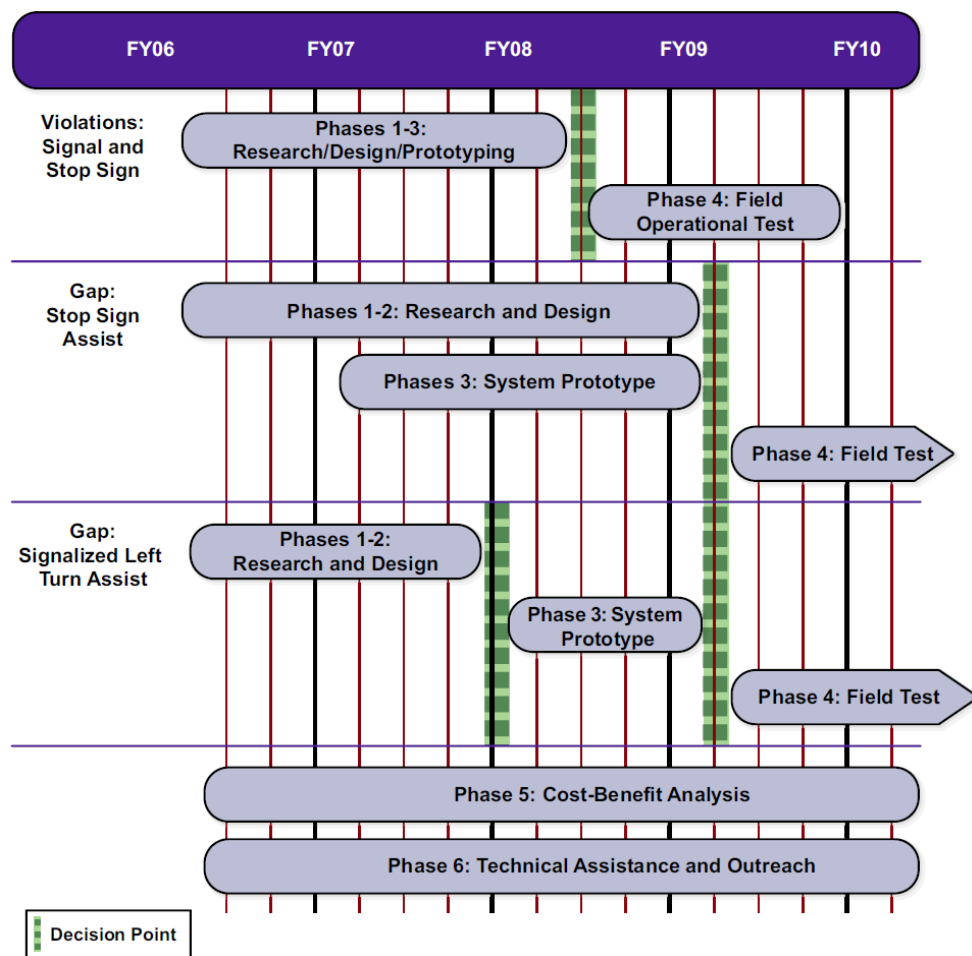 FY06 FY07 FY08 FY09 FY10
Violations:
Signal and
Stop Sign
Phases 1-3:
Research/Design/Prototyping
Phase 4: Field
Operational Test
Gap:
Stop Sign
Assist
Phases 1-2: Research and Design
Phases 3: System Prototype
Phase 4: Field Test
Gap:
Signalized Left
Turn Assist
Phases 1-2:
Research and Design
Phase 3: System
Prototype
Phase 4: Field Test
Phase 5: Cost-Benefit Analysis
Phase 6: Technical Assistance and Outreach
Decision Point